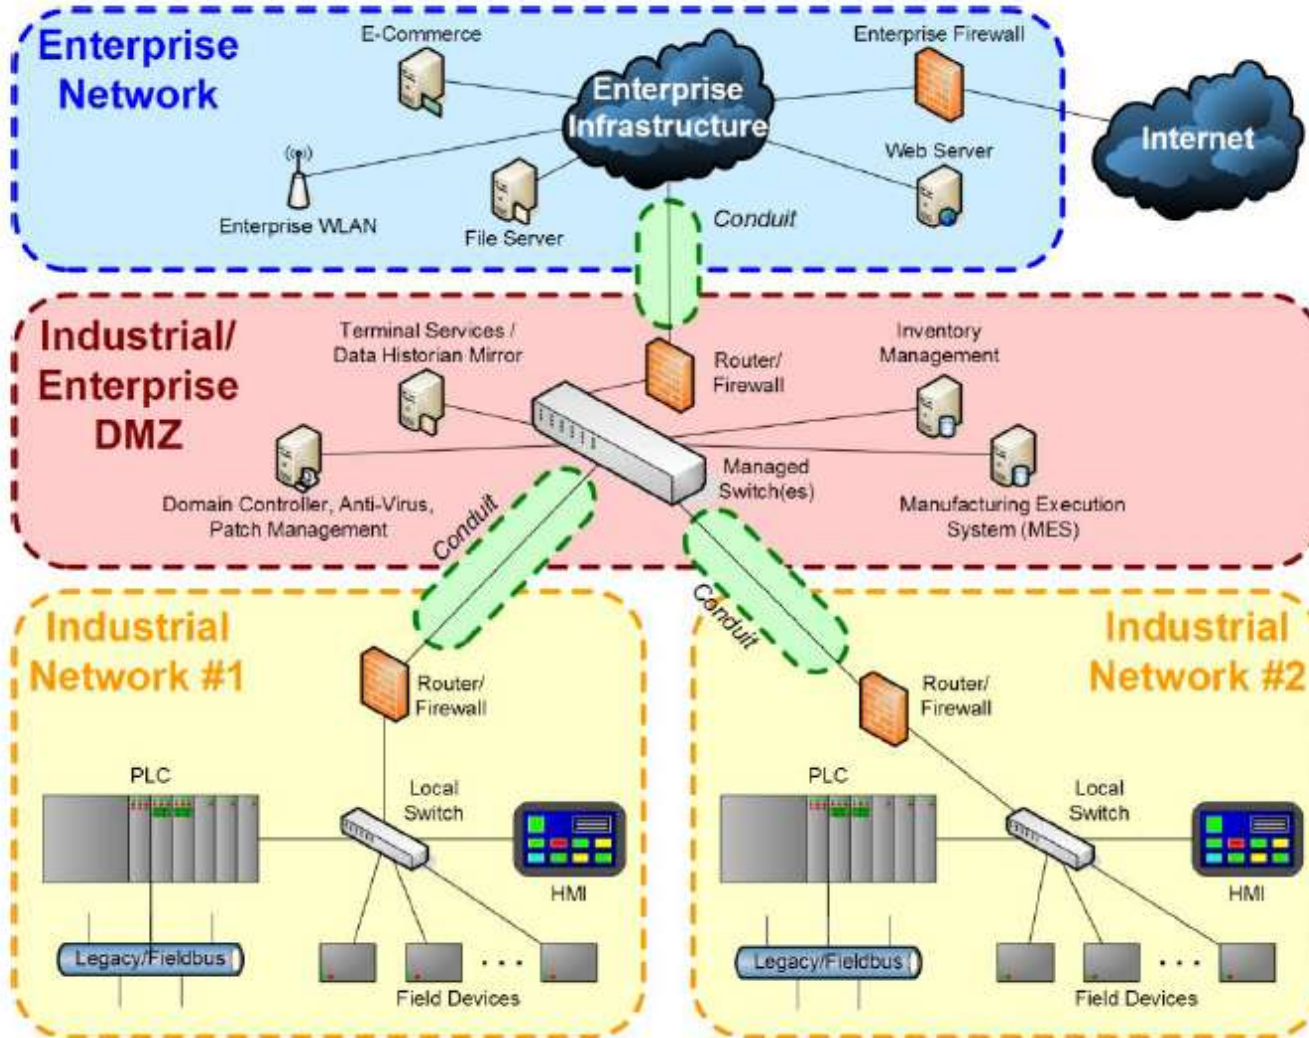 Enterprise
Network
E-Commerce
Enterprise
Infrastructure
Enterprise Firewall
Internet
Web Server
Enterprise WLAN
File Server
Conduit
Industrial/
Enterprise
DMZ
Terminal Services /
Data Historian Mirror
Router/
Firewall
Inventory
Management
Domain Controller, Anti-Virus,
Patch Management
Managed
Switch(es)
Manufacturing Execution
System (MES)
Conduit
Conduit
Industrial
Network #1
Router/
Firewall
PLC
Local
Switch
HMI
Legacy/Fieldbus
Field Devices
Industrial
Network #2
Router/
Firewall
PLC
Local
Switch
HMI
Legacy/Fieldbus
Field Devices